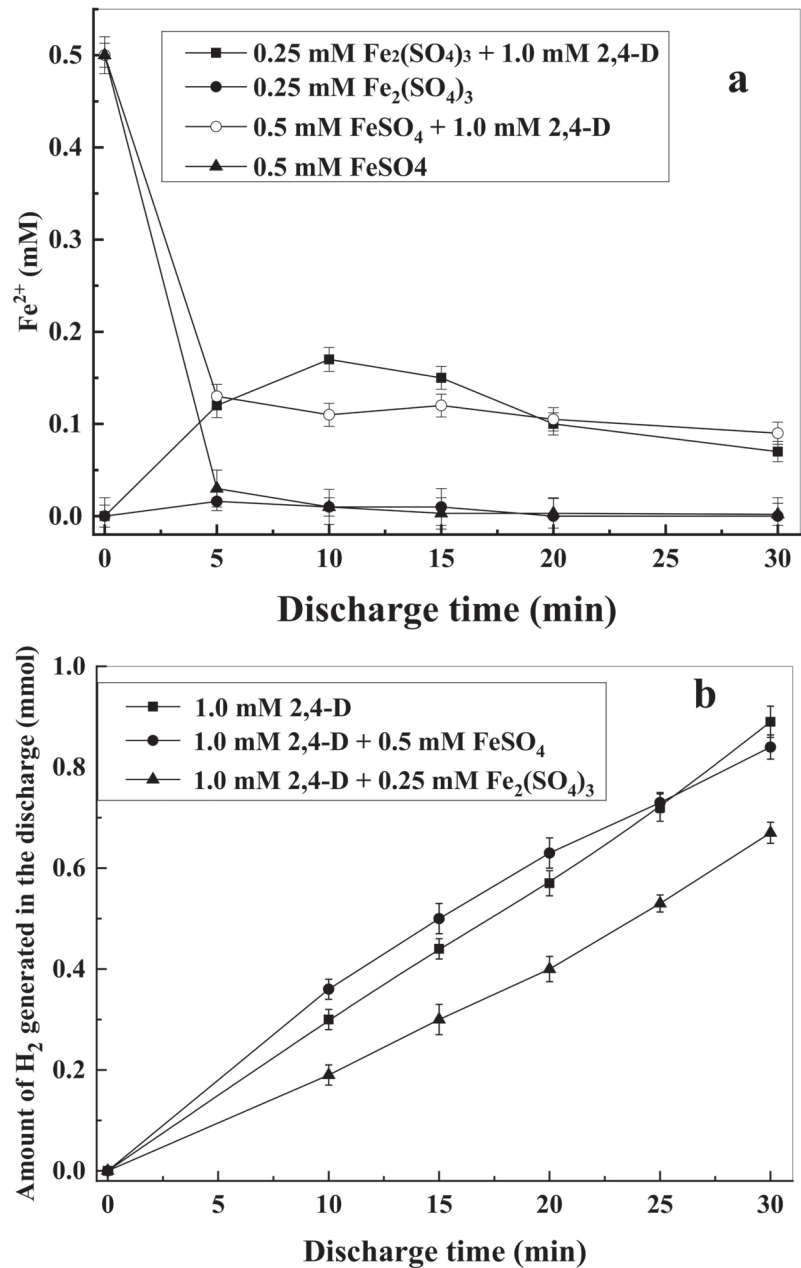 a
0.25 mM Fe₂(SO₄)₃ + 1.0 mM 2,4-D
0.25 mM Fe₂(SO₄)₃
0.5 mM FeSO₄ + 1.0 mM 2,4-D
0.5 mM FeSO4
Fe²⁺ (mM)
0.5
0.4
0.3
0.2
0.1
0.0
0 5 10 15 20 25 30
Discharge time (min)
b
1.0 mM 2,4-D
1.0 mM 2,4-D + 0.5 mM FeSO₄
1.0 mM 2,4-D + 0.25 mM Fe₂(SO₄)₃
Amount of H₂ generated in the discharge (mmol)
1.0
0.8
0.6
0.4
0.2
0.0
0 5 10 15 20 25 30
Discharge time (min)